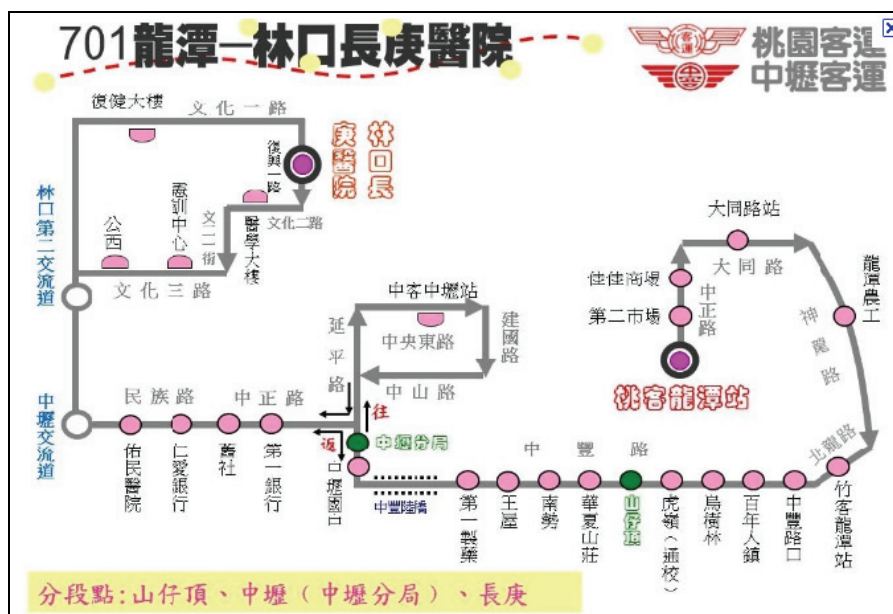 701龍潭—林口長庚醫院
客運
桃園客運
中壢客運
復健大樓
文化一路
復興一路
林口長
庚醫院
林口第二交流道
公西
憲訓中心
文二二街
醫學大樓
文化二路
文化三路
大同路站
大同路
佳佳商場
第二市場
中正路
桃客龍潭站
龍潭農工
神龍路
北龍路
中客中壢站
中央東路
建國路
延平路
中山路
中壢交流道
民族路
中正路
往
返
中壢分局
中豐路
佑民醫院
仁愛銀行
舊社
第一銀行
中壢國中
中豐陸橋
第一製藥
王屋
南勢
華夏山莊
山仔頂
虎嶺(通校)
烏樹林
百年大鎮
中豐路口
竹客龍潭站
分段點:山仔頂、中壢(中壢分局)、長庚